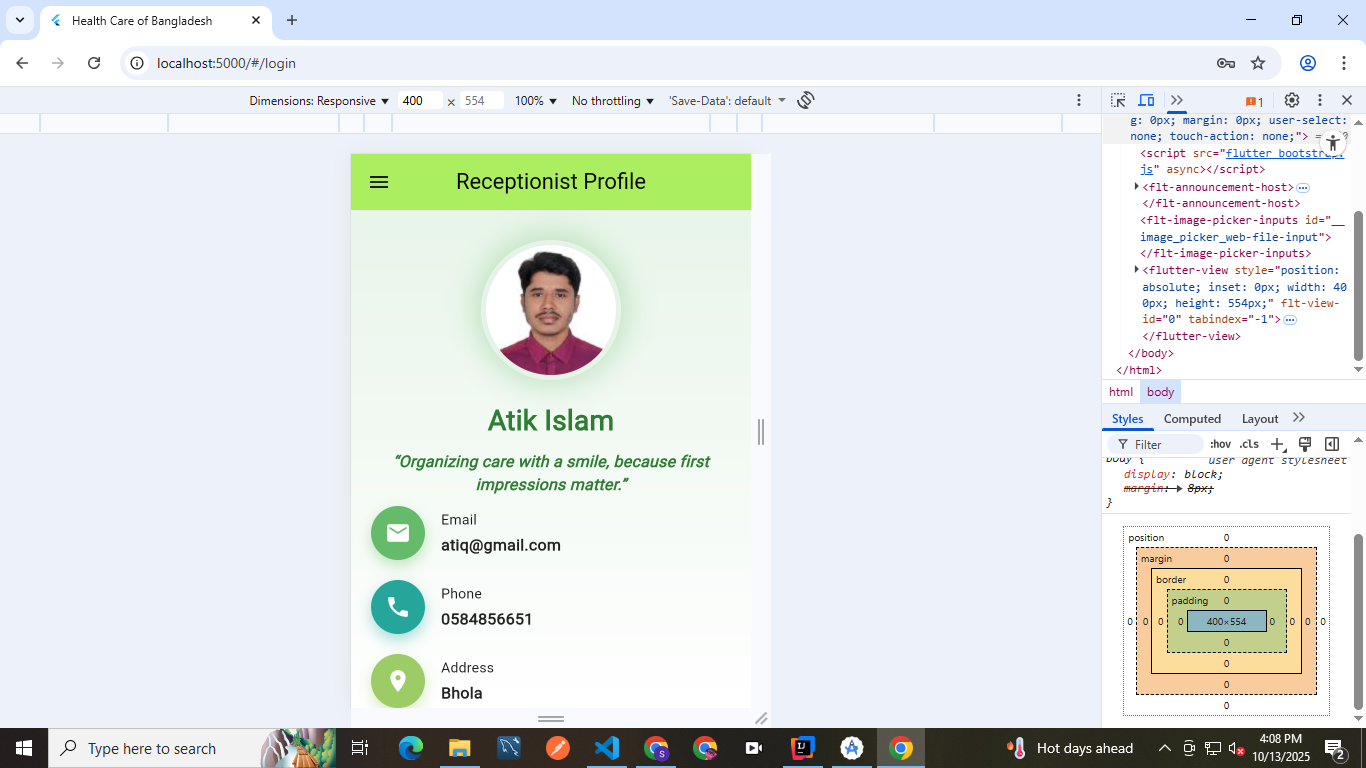 Health Care of Bangladesh
localhost:5000/#/login
Dimensions: Responsive 400 × 554 100% No throttling 'Save-Data': default
1
Receptionist Profile
Atik Islam
“Organizing care with a smile, because first
impressions matter.”
Email
atiq@gmail.com
Phone
0584856651
Address
Bhola
g: 0px; margin: 0px; user-select:
none; touch-action: none;">
<script src="flutter_bootstrap.
js" async></script>
<flt-announcement-host>
</flt-announcement-host>
<flt-image-picker-inputs id="__
image_picker_web-file-input">
</flt-image-picker-inputs>
<flutter-view style="position:
absolute; inset: 0px; width: 40
0px; height: 554px;" flt-view-
id="0" tabindex="-1">
</flutter-view>
</body>
</html>
html body
Styles Computed Layout
Filter :hov .cls
body { user agent stylesheet
display: block;
margin: 8px;
}
position 0
margin 0
border 0
padding 0
0 0 0 0 400×554 0 0 0 0
0
0
0
0
Type here to search
Hot days ahead
4:08 PM
10/13/2025
2